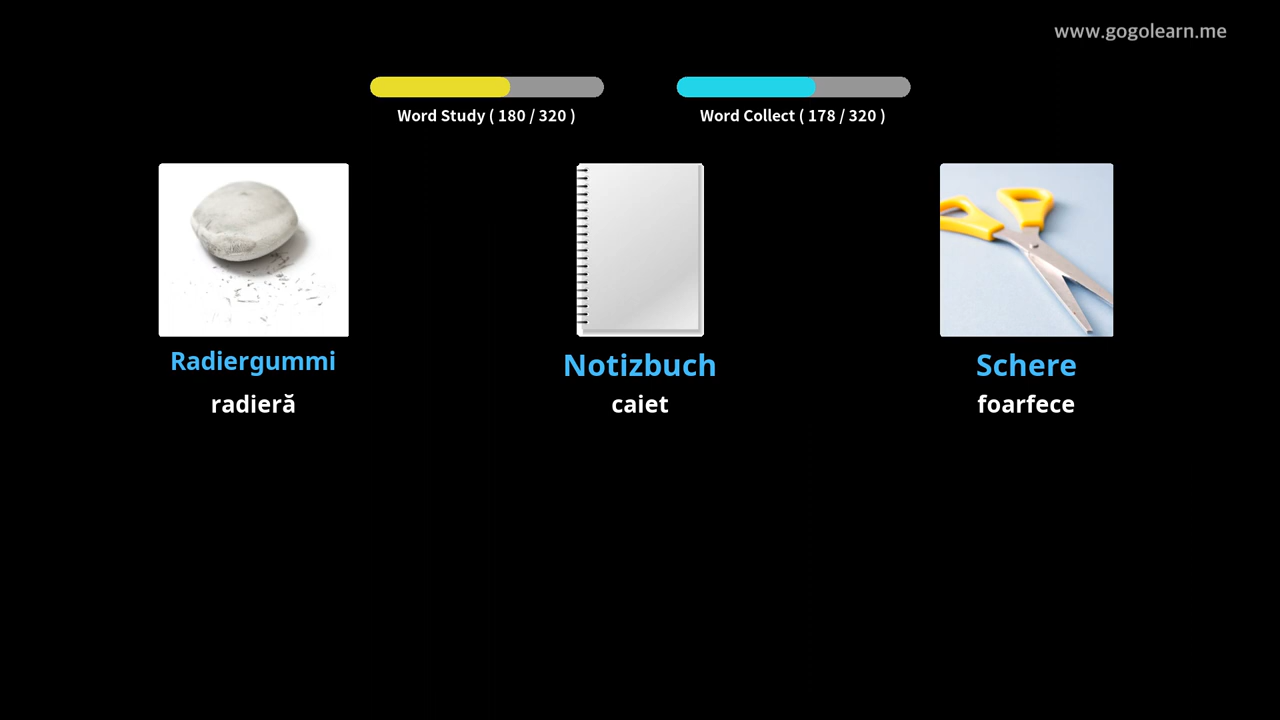 www.gogolearn.me
Word Study ( 180 / 320 )
Word Collect ( 178 / 320 )
Radiergummi
radieră
Notizbuch
caiet
Schere
foarfece